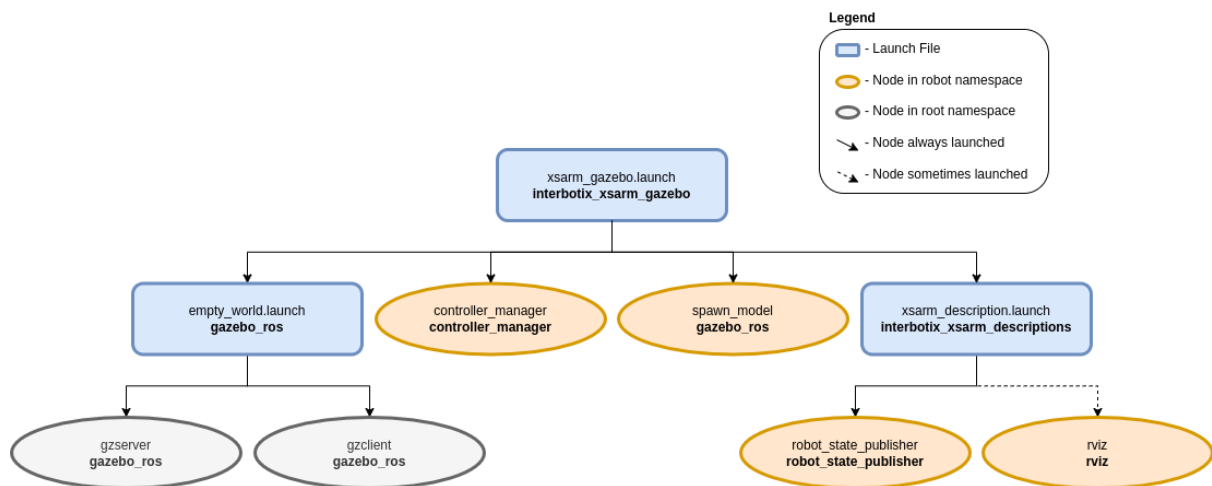 Legend
- Launch File
- Node in robot namespace
- Node in root namespace
- Node always launched
- Node sometimes launched
xsarm_gazebo.launch
interbotix_xsarm_gazebo
empty_world.launch
gazebo_ros
controller_manager
controller_manager
spawn_model
gazebo_ros
xsarm_description.launch
interbotix_xsarm_descriptions
gzserver
gazebo_ros
gzclient
gazebo_ros
robot_state_publisher
robot_state_publisher
rviz
rviz